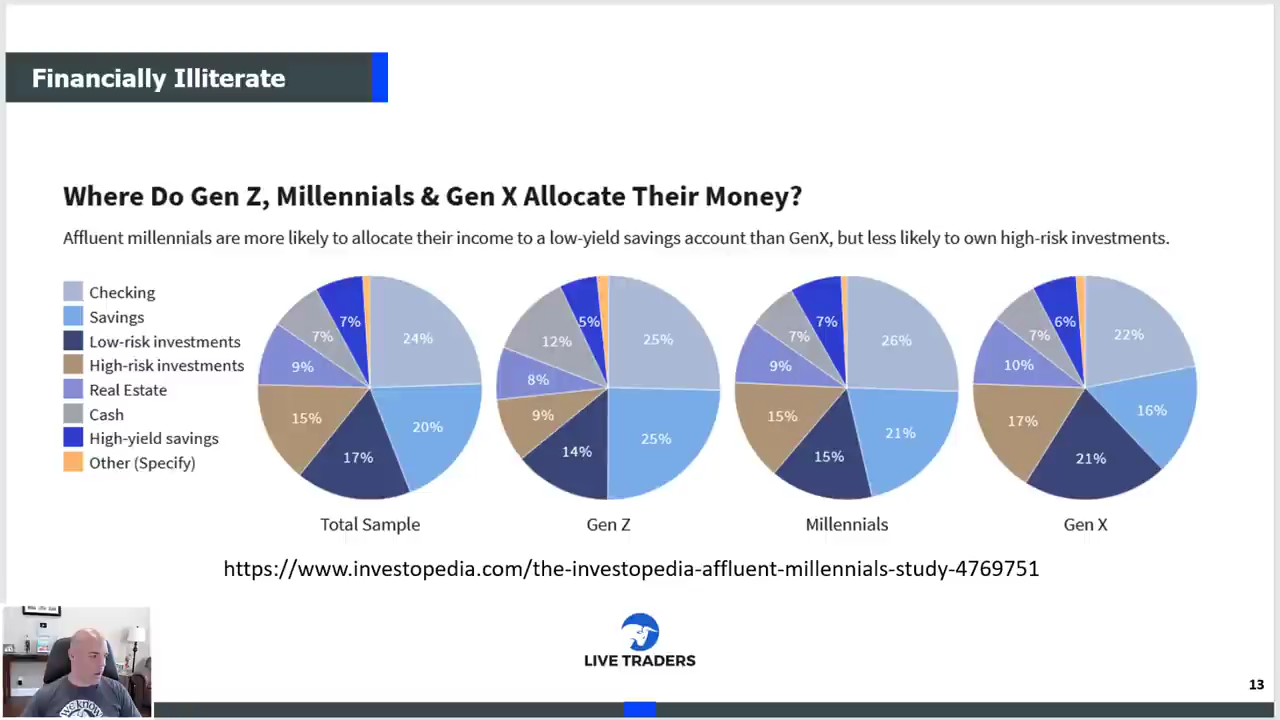 Financially Illiterate
Where Do Gen Z, Millennials & Gen X Allocate Their Money?
Affluent millennials are more likely to allocate their income to a low-yield savings account than GenX, but less likely to own high-risk investments.
Checking
Savings
Low-risk investments
High-risk investments
Real Estate
Cash
High-yield savings
Other (Specify)
24%
20%
17%
15%
9%
7%
7%
Total Sample
25%
25%
14%
9%
8%
12%
5%
Gen Z
26%
21%
15%
15%
9%
7%
7%
Millennials
22%
16%
21%
17%
10%
7%
6%
Gen X
https://www.investopedia.com/the-investopedia-affluent-millennials-study-4769751
LIVE TRADERS
we know
13